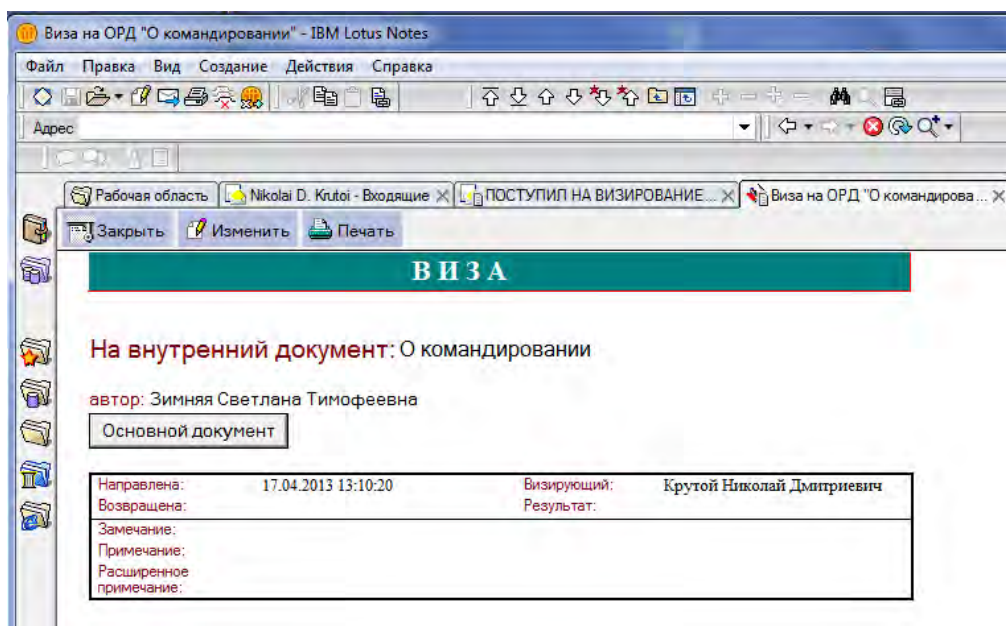 Виза на ОРД "О командировании" - IBM Lotus Notes
Файл Правка Вид Создание Действия Справка
Адрес
Рабочая область Nikolai D. Krutoi - Входящие ПОСТУПИЛ НА ВИЗИРОВАНИЕ... Виза на ОРД "О командирова...
Закрыть Изменить Печать
ВИЗА
На внутренний документ: О командировании
автор: Зимняя Светлана Тимофеевна
Основной документ
Направлена: 17.04.2013 13:10:20 Визирующий: Крутой Николай Дмитриевич
Возвращена: Результат:
Замечание:
Примечание:
Расширенное
примечание: